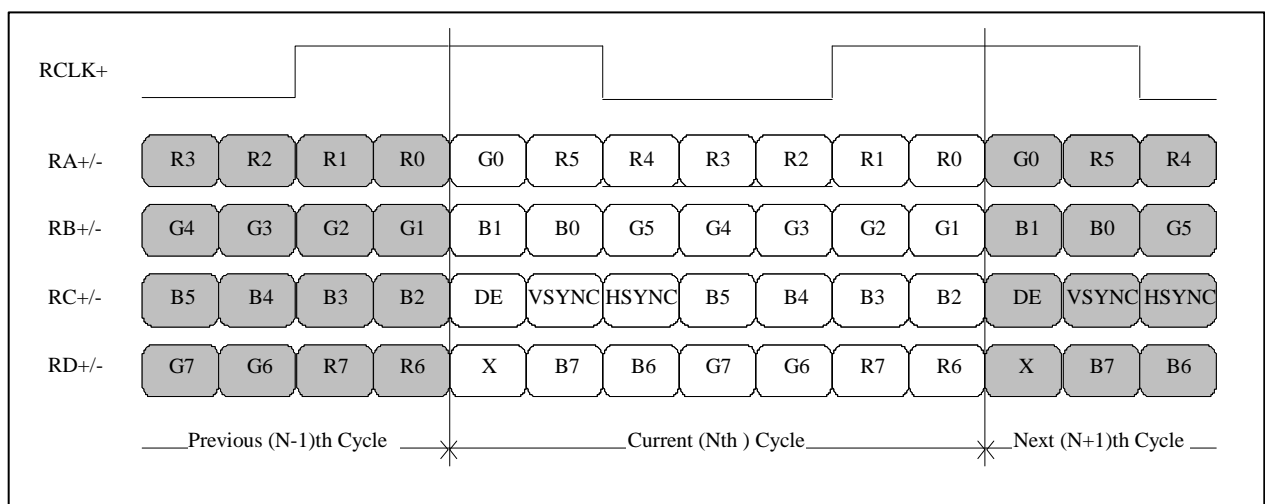 RCLK+
RA+/- R3 R2 R1 R0 G0 R5 R4 R3 R2 R1 R0 G0 R5 R4
RB+/- G4 G3 G2 G1 B1 B0 G5 G4 G3 G2 G1 B1 B0 G5
RC+/- B5 B4 B3 B2 DE VSYNC HSYNC B5 B4 B3 B2 DE VSYNC HSYNC
RD+/- G7 G6 R7 R6 X B7 B6 G7 G6 R7 R6 X B7 B6
Previous (N-1)th Cycle Current (Nth ) Cycle Next (N+1)th Cycle